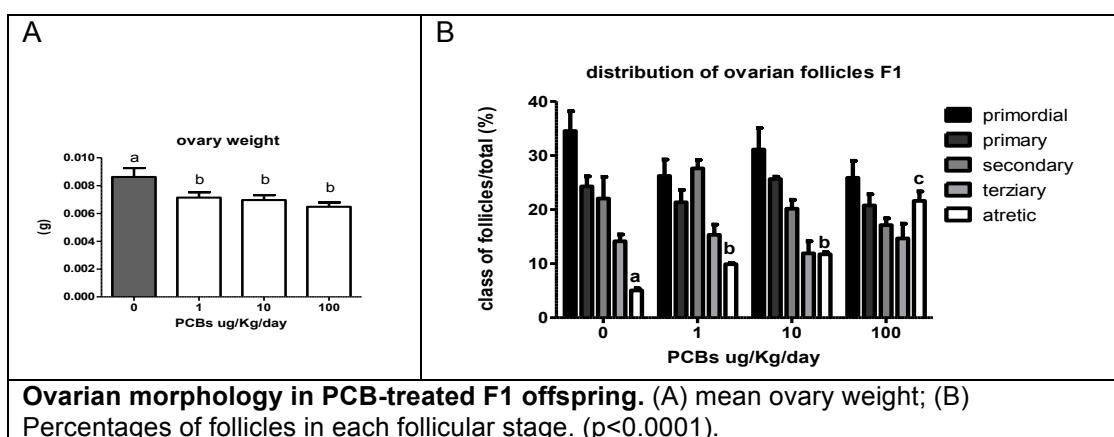 A
ovary weight
0.010
0.008
0.006
0.004
0.002
0.000
(g)
a
b
b
b
0
1
10
100
PCBs ug/Kg/day
B
distribution of ovarian follicles F1
40
30
20
10
0
class of follicles/total (%)
a
b
b
c
0
1
10
100
PCBs ug/Kg/day
primordial
primary
secondary
terziary
atretic
Ovarian morphology in PCB-treated F1 offspring. (A) mean ovary weight; (B)
Percentages of follicles in each follicular stage. (p<0.0001).